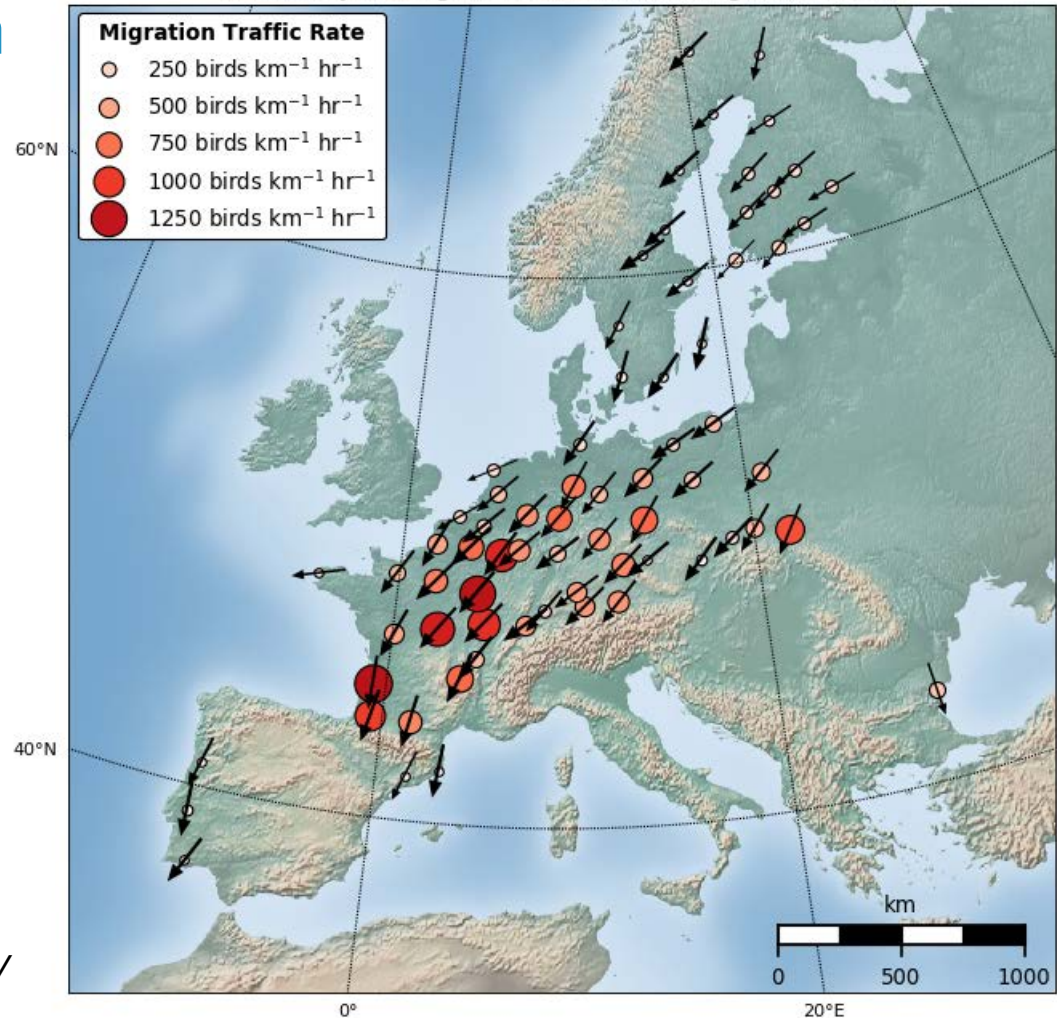 Migration Traffic Rate
250 birds km⁻¹ hr⁻¹
500 birds km⁻¹ hr⁻¹
750 birds km⁻¹ hr⁻¹
1000 birds km⁻¹ hr⁻¹
1250 birds km⁻¹ hr⁻¹
60°N
40°N
km
0 500 1000
0° 20°E